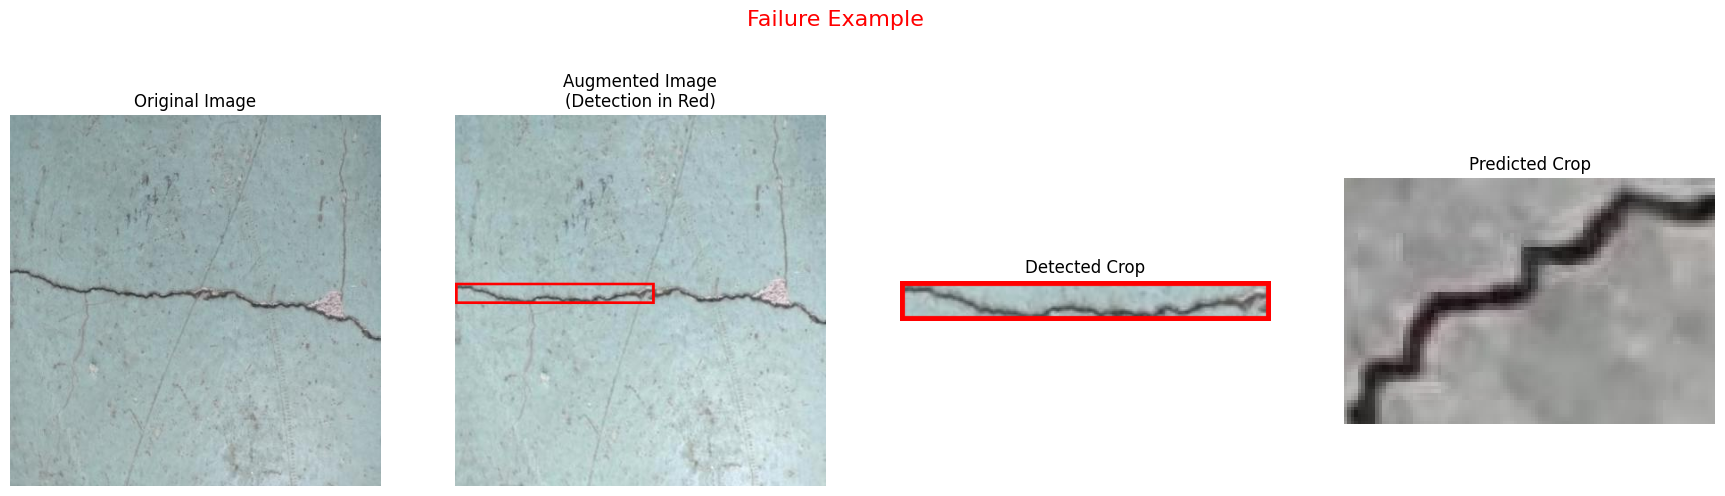 Failure Example
Original Image
Augmented Image
(Detection in Red)
Detected Crop
Predicted Crop